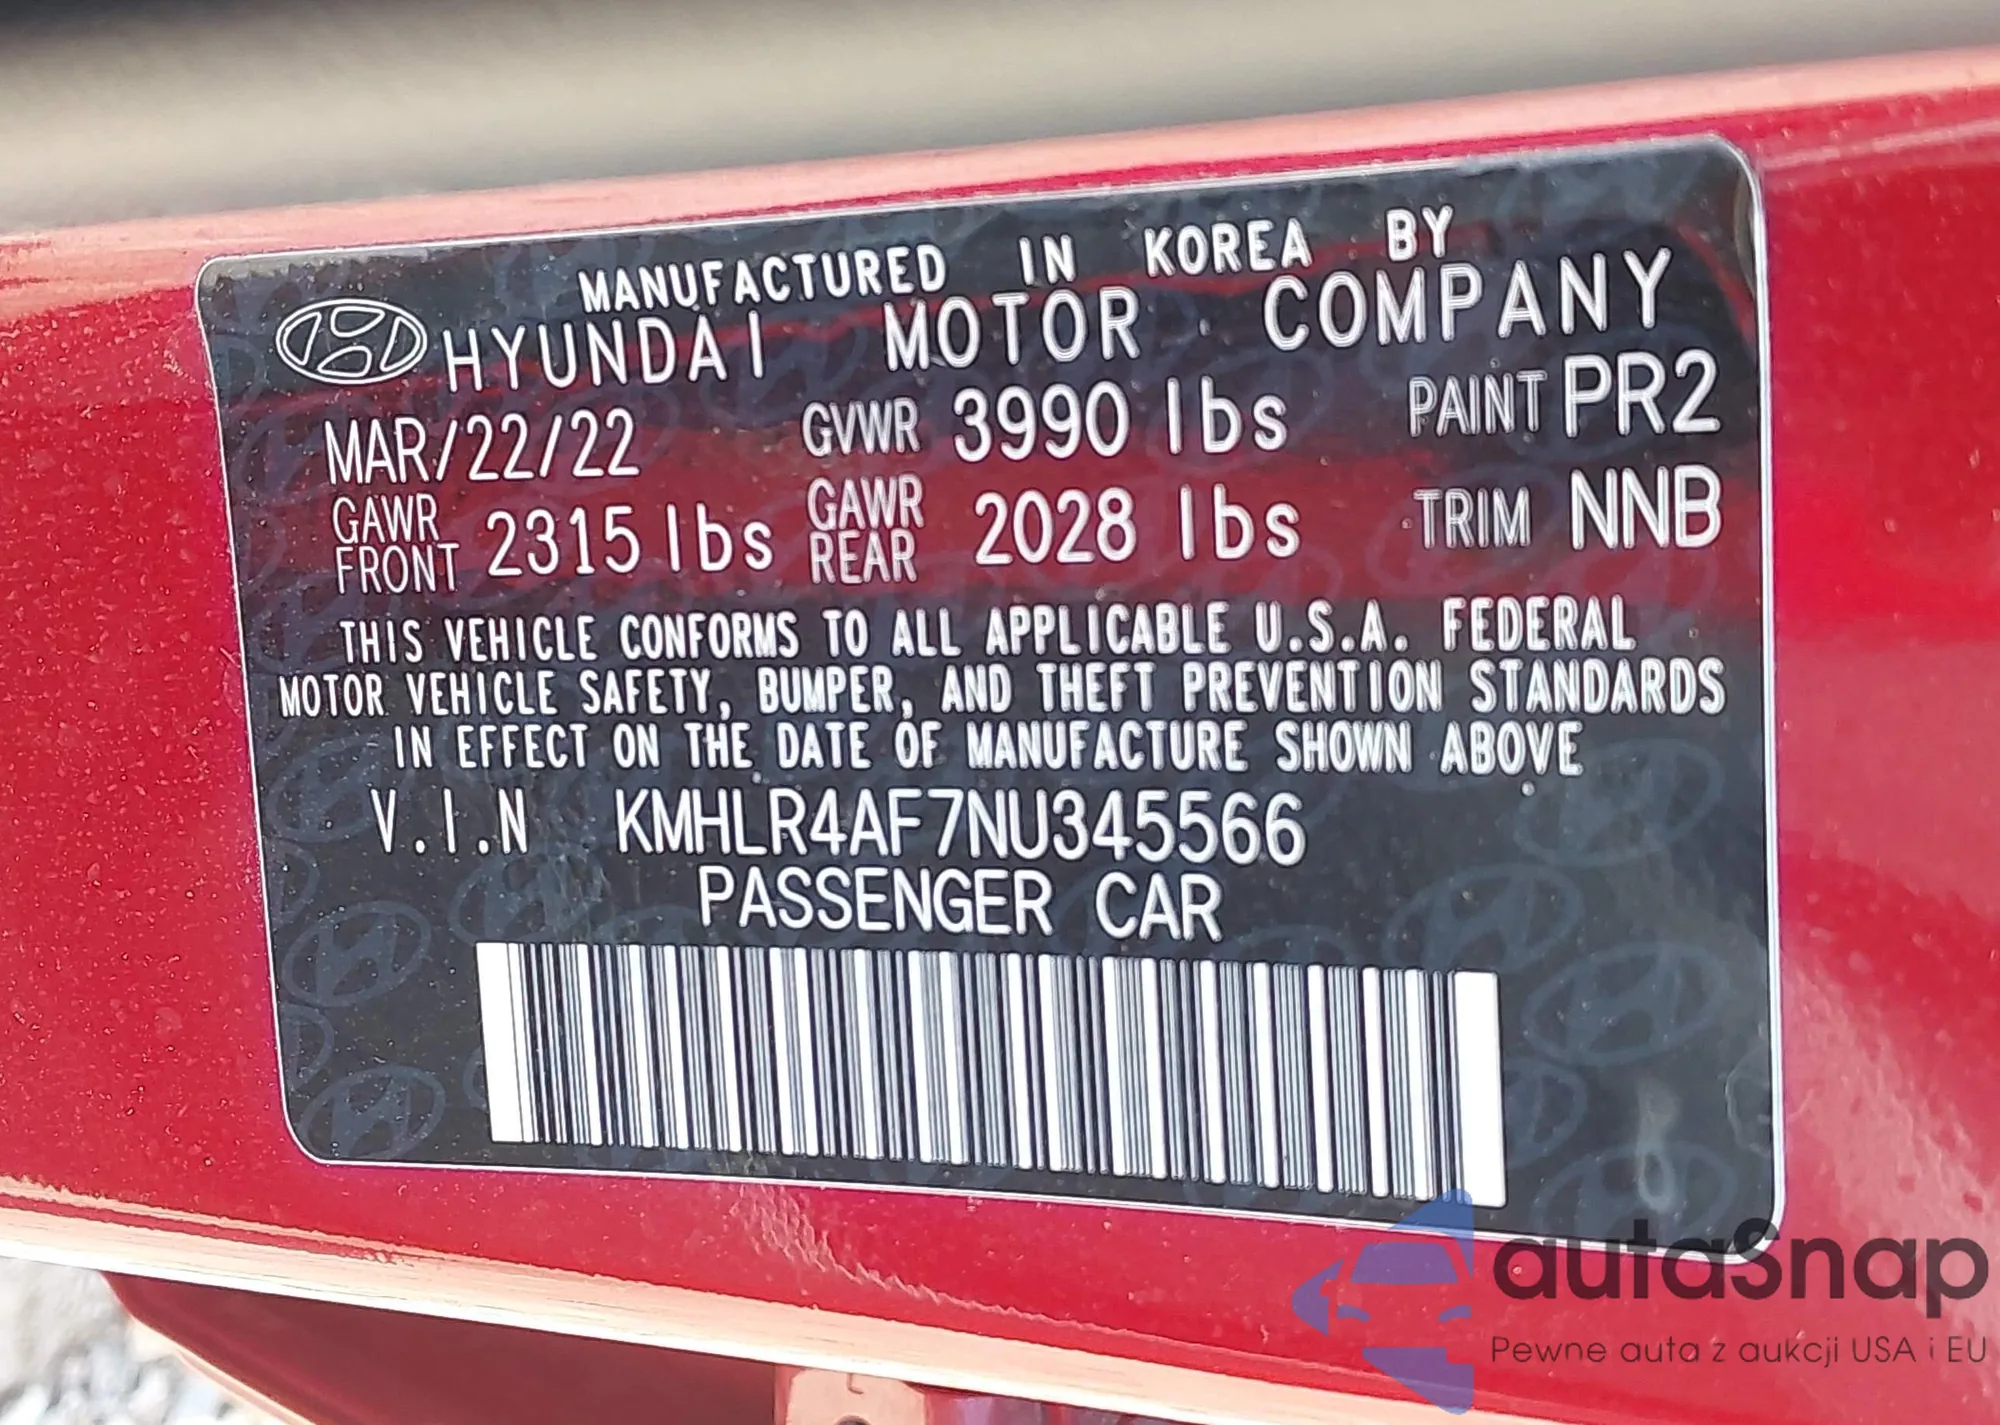 MANUFACTURED IN KOREA BY
HYUNDAI MOTOR COMPANY
MAR/22/22 GVWR 3990 lbs PAINT PR2
GAWR FRONT 2315 lbs GAWR REAR 2028 lbs TRIM NNB
THIS VEHICLE CONFORMS TO ALL APPLICABLE U.S.A. FEDERAL
MOTOR VEHICLE SAFETY, BUMPER, AND THEFT PREVENTION STANDARDS
IN EFFECT ON THE DATE OF MANUFACTURE SHOWN ABOVE
V.I.N KMHLR4AF7NU345566
PASSENGER CAR
autaSnap
Pewne auta z aukcji USA i EU